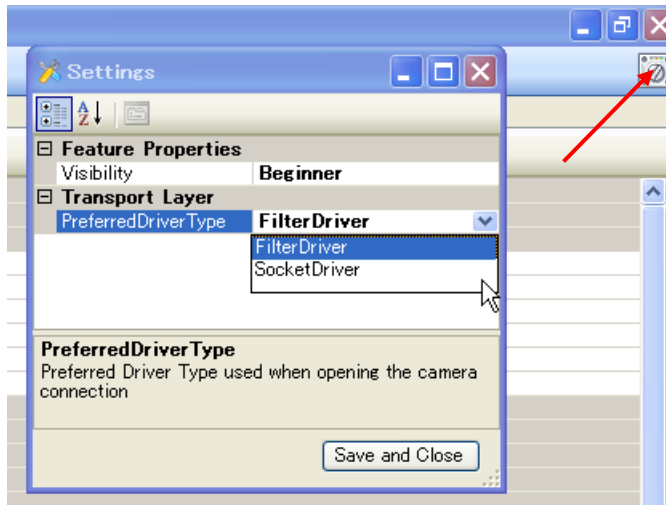 Settings
Feature Properties
Visibility Beginner
Transport Layer
PreferredDriverType FilterDriver
FilterDriver
SocketDriver
PreferredDriverType
Preferred Driver Type used when opening the camera
connection
Save and Close